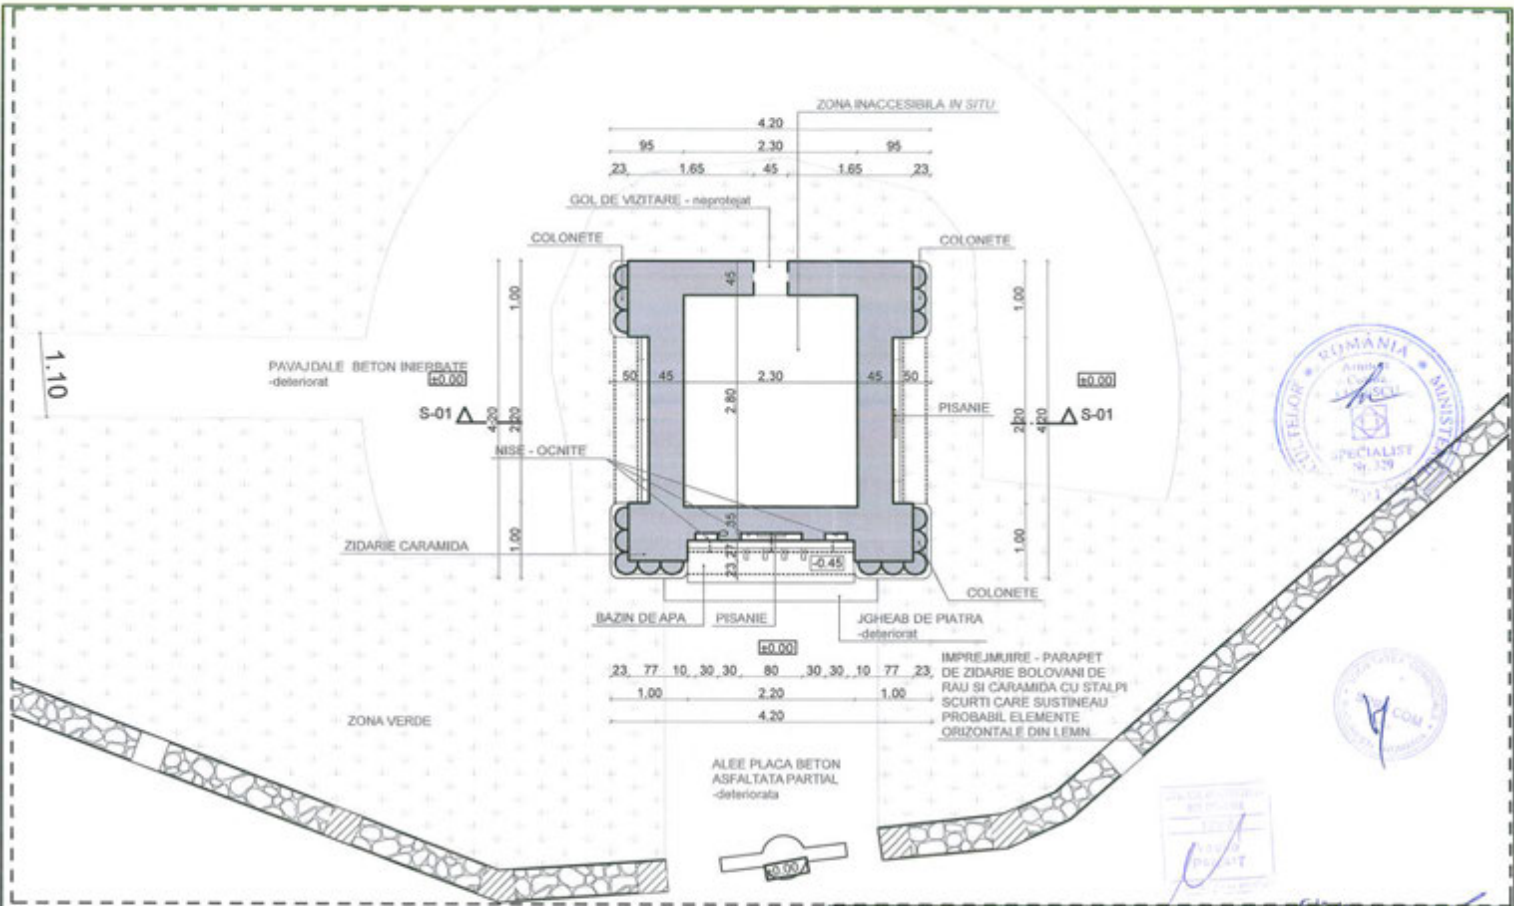 ZONA INACCESIBILA IN SITU
4.20
95 2.30 95
23 1.65 45 1.65 23
GOL DE VIZITARE - neprotejat
COLONETE
COLONETE
45
1.00
1.00
1.10
PAVAJ DALE BETON INIERBATE
-deteriorat
±0.00
50 45 2.30 45 50
±0.00
2.80
PISANIE
S-01
4.20
2.20
2.20
4.20
S-01
NISE - OCNITE
35
1.00
1.00
ZIDARIE CARAMIDA
27
23
-0.45
COLONETE
BAZIN DE APA
PISANIE
JGHEAB DE PIATRA
-deteriorat
±0.00
23 77 10 30 30 80 30 30 10 77 23
1.00 2.20 1.00
4.20
IMPREJMUIRE - PARAPET
DE ZIDARIE BOLOVANI DE
RAU SI CARAMIDA CU STALPI
SCURTI CARE SUSTINEAU
PROBABIL ELEMENTE
ORIZONTALE DIN LEMN
ZONA VERDE
ALEE PLACA BETON
ASFALTATA PARTIAL
-deteriorata
±0.00
ROMÂNIA
SPECIALIST
COM